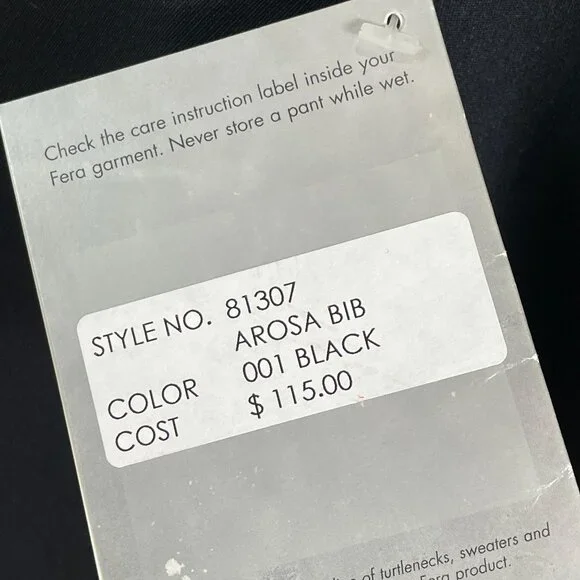 Check the care instruction label inside your
Fera garment. Never store a pant while wet.
STYLE NO. 81307
AROSA BIB
COLOR 001 BLACK
COST $ 115.00
of turtlenecks, sweaters and
Fera product.